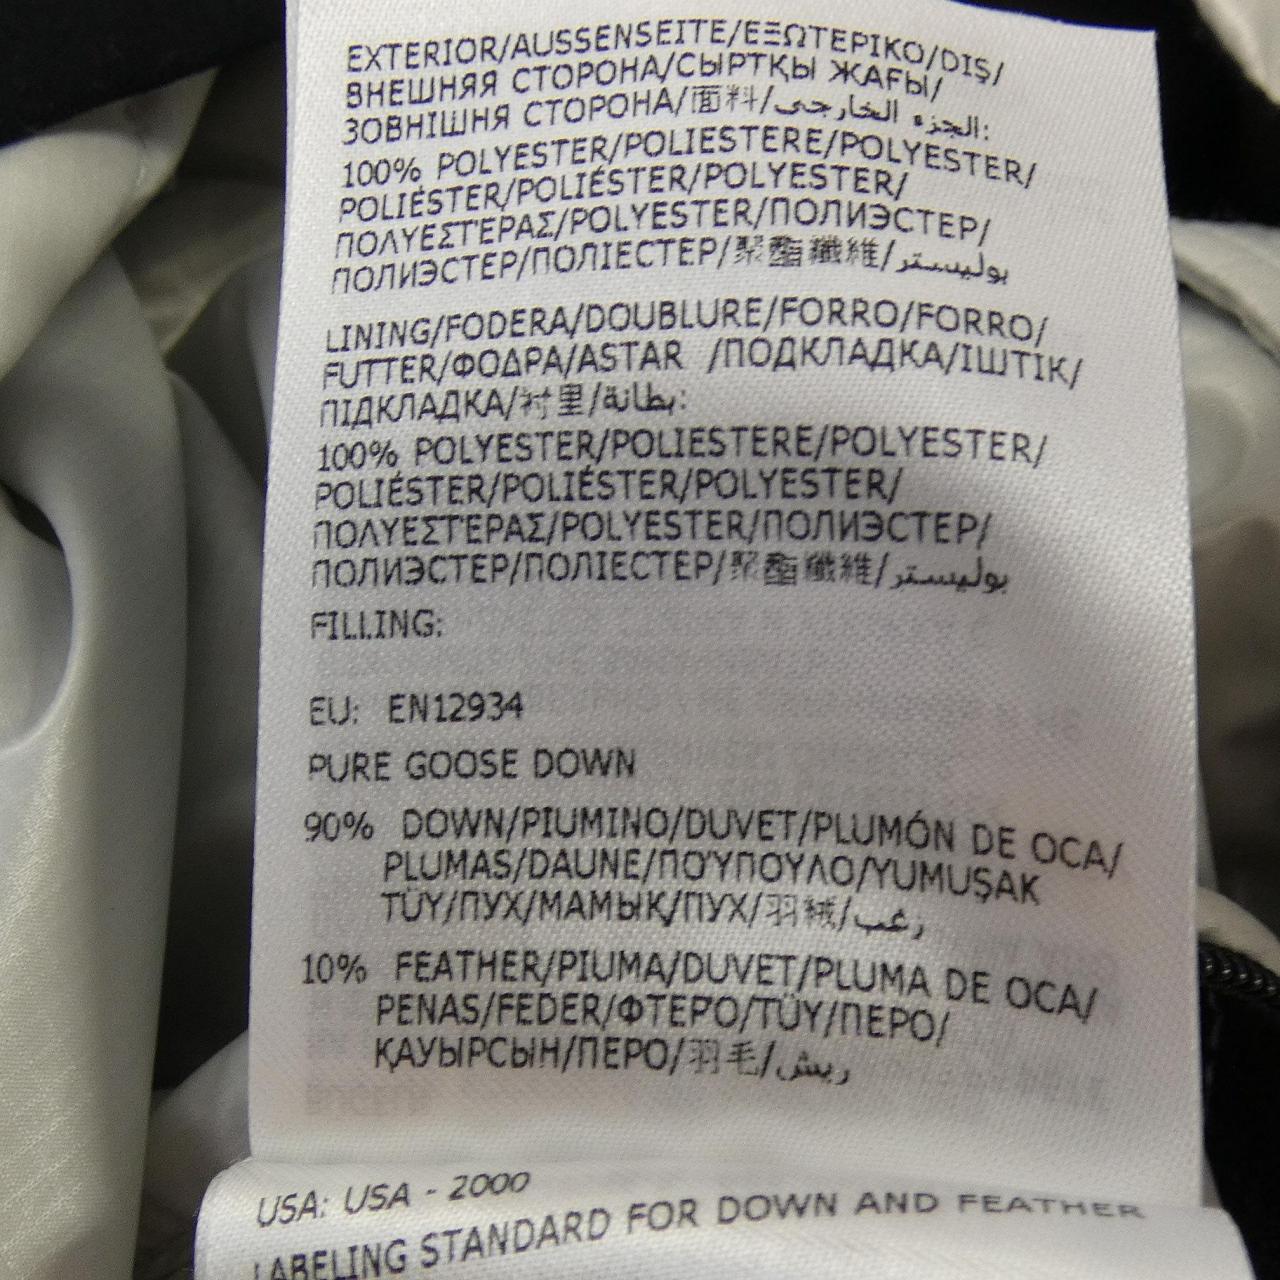 EXTERIOR/AUSSENSEITE/ΕΞΩΤΕΡΙΚΟ/DIŞ/
ВНЕШНЯЯ СТОРОНА/СЫРТҚЫ ЖАҒЫ/
ЗОВНІШНЯ СТОРОНА/面料/الجزء الخارجي:
100% POLYESTER/POLIESTERE/POLYESTER/
POLIÉSTER/POLIÉSTER/POLYESTER/
ΠΟΛΥΕΣΤΕΡΑΣ/POLYESTER/ПОЛИЭСТЕР/
ПОЛИЭСТЕР/ПОЛІЕСТЕР/聚酯纖維/بوليستر
LINING/FODERA/DOUBLURE/FORRO/FORRO/
FUTTER/ΦΟΔΡΑ/ASTAR /ПОДКЛАДКА/ІШТІК/
ПІДКЛАДКА/衬里/بطانة:
100% POLYESTER/POLIESTERE/POLYESTER/
POLIÉSTER/POLIÉSTER/POLYESTER/
ΠΟΛΥΕΣΤΕΡΑΣ/POLYESTER/ПОЛИЭСТЕР/
ПОЛИЭСТЕР/ПОЛІЕСТЕР/聚酯纖維/بوليستر
FILLING:
EU: EN12934
PURE GOOSE DOWN
90% DOWN/PIUMINO/DUVET/PLUMÓN DE OCA/
PLUMAS/DAUNE/ΠΟΎΠΟΥΛΟ/YUMUŞAK
TÜY/ПУХ/МАМЫҚ/ПУХ/羽絨/رغب
10% FEATHER/PIUMA/DUVET/PLUMA DE OCA/
PENAS/FEDER/ΦΤΕΡΌ/TÜY/ПЕРО/
ҚАУЫРСЫН/ПЕРО/羽毛/ريش
USA: USA - 2000
LABELING STANDARD FOR DOWN AND FEATHER